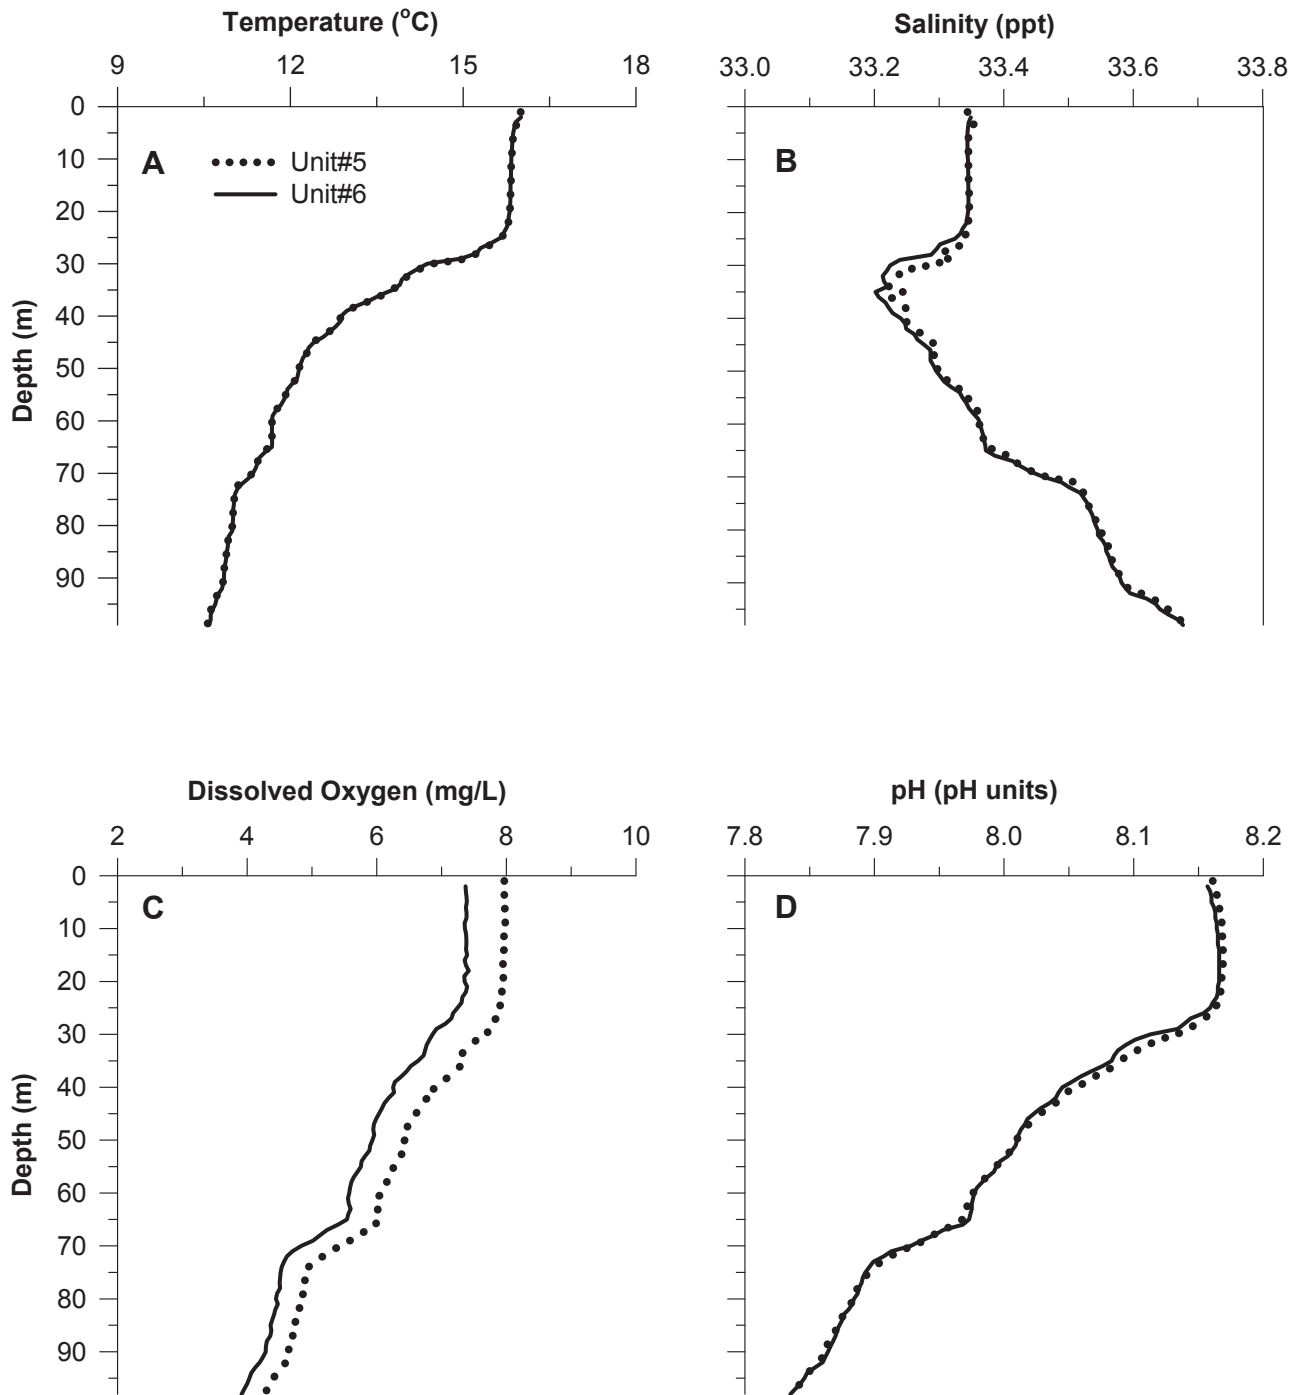 Temperature (°C)
9 12 15 18
Depth (m)
0
10
20
30
40
50
60
70
80
90
A
Unit#5
Unit#6
Salinity (ppt)
33.0 33.2 33.4 33.6 33.8
B
Dissolved Oxygen (mg/L)
2 4 6 8 10
Depth (m)
0
10
20
30
40
50
60
70
80
90
C
pH (pH units)
7.8 7.9 8.0 8.1 8.2
D